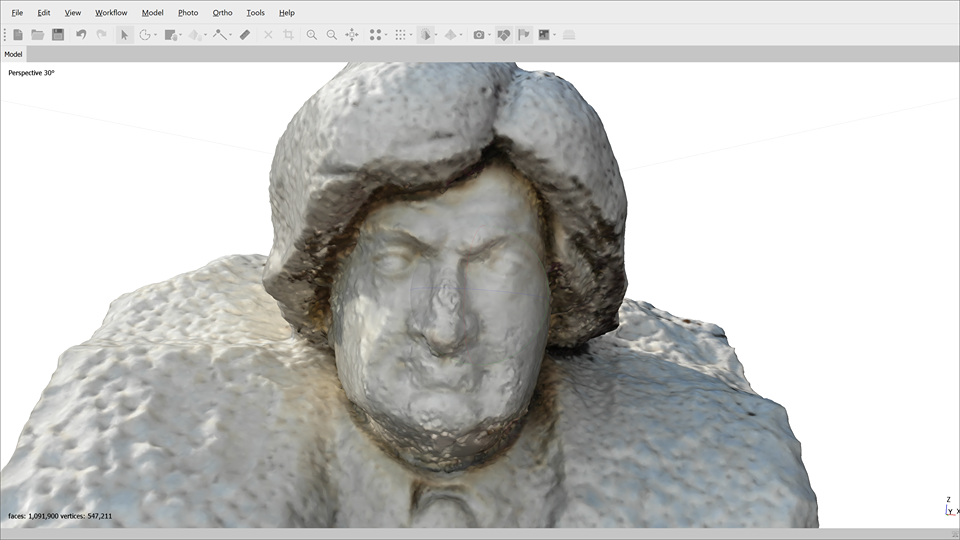 File Edit View Workflow Model Photo Ortho Tools Help
Model
Perspective 30°
faces: 1,091,900 vertices: 547,211
Z
Y X